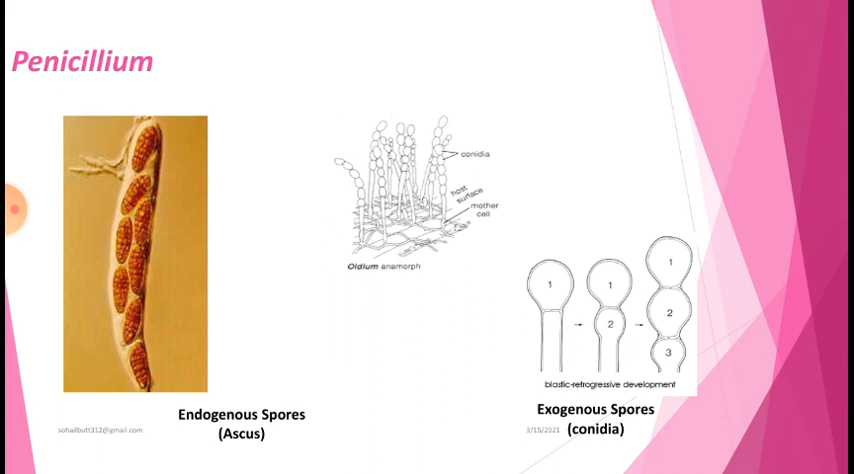 Penicillium
conidia
host
surface
mother
cell
Oidium anamorph
1
1
2
1
2
3
blastic-retrogressive development
Endogenous Spores
(Ascus)
Exogenous Spores
(conidia)
sohailbutt312@gmail.com
3/15/2021